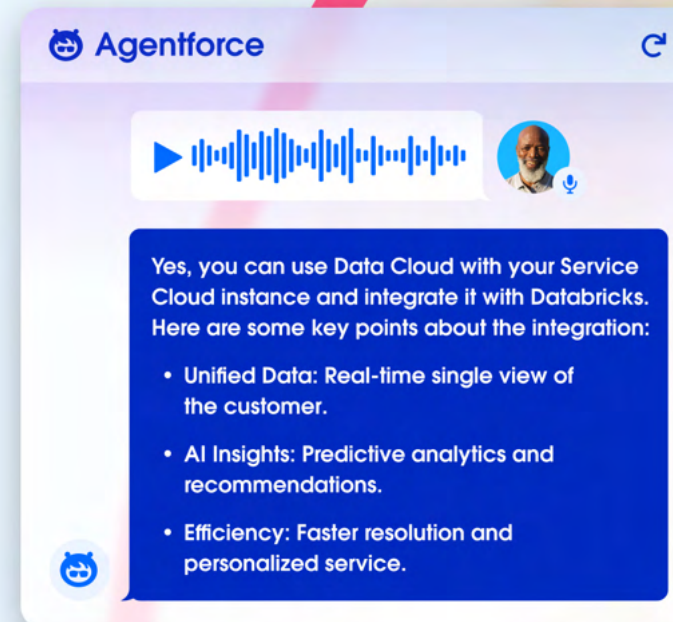 Agentforce
Yes, you can use Data Cloud with your Service
Cloud instance and integrate it with Databricks.
Here are some key points about the integration:
• Unified Data: Real-time single view of
the customer.
• AI Insights: Predictive analytics and
recommendations.
• Efficiency: Faster resolution and
personalized service.